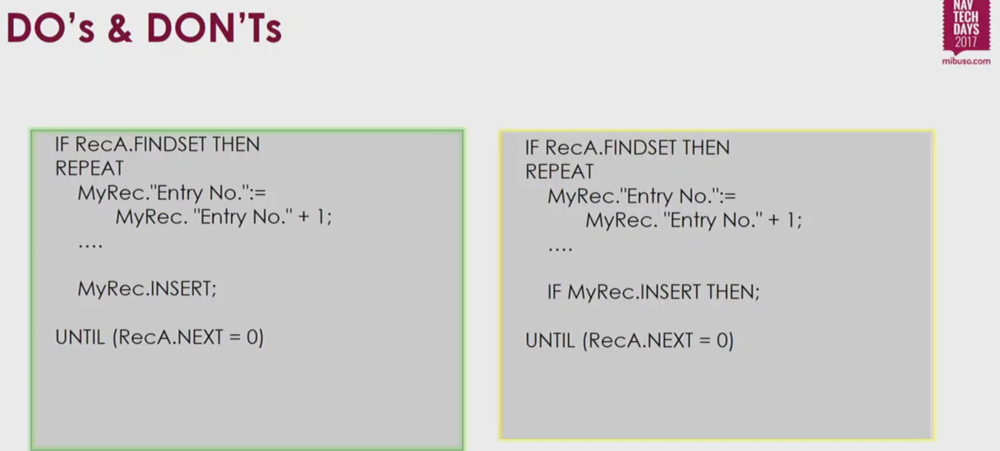 DO's & DON'Ts
NAV
TECH
DAYS
2017
mibuso.com
IF RecA.FINDSET THEN
REPEAT
MyRec."Entry No.":=
MyRec. "Entry No." + 1;
....
MyRec.INSERT;
UNTIL (RecA.NEXT = 0)
IF RecA.FINDSET THEN
REPEAT
MyRec."Entry No.":=
MyRec. "Entry No." + 1;
....
IF MyRec.INSERT THEN;
UNTIL (RecA.NEXT = 0)